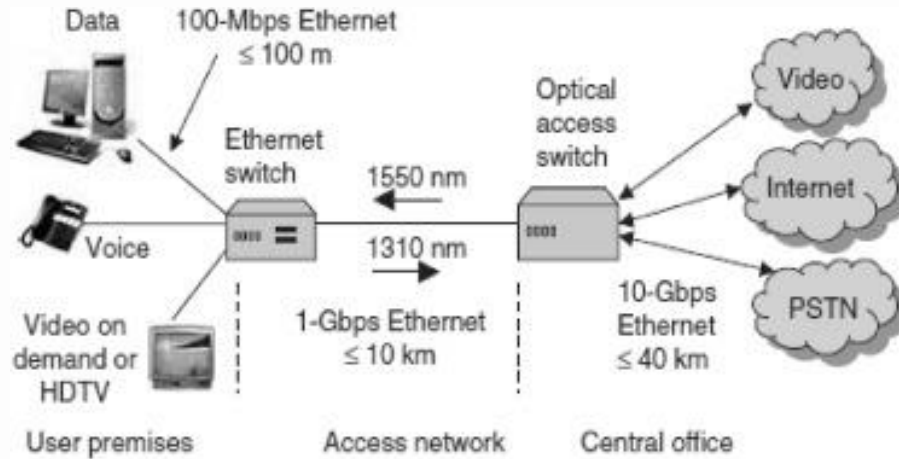 Data
100-Mbps Ethernet
≤ 100 m
Ethernet
switch
Voice
Video on
demand or
HDTV
1550 nm
1310 nm
1-Gbps Ethernet
≤ 10 km
Optical
access
switch
10-Gbps
Ethernet
≤ 40 km
Video
Internet
PSTN
User premises
Access network
Central office